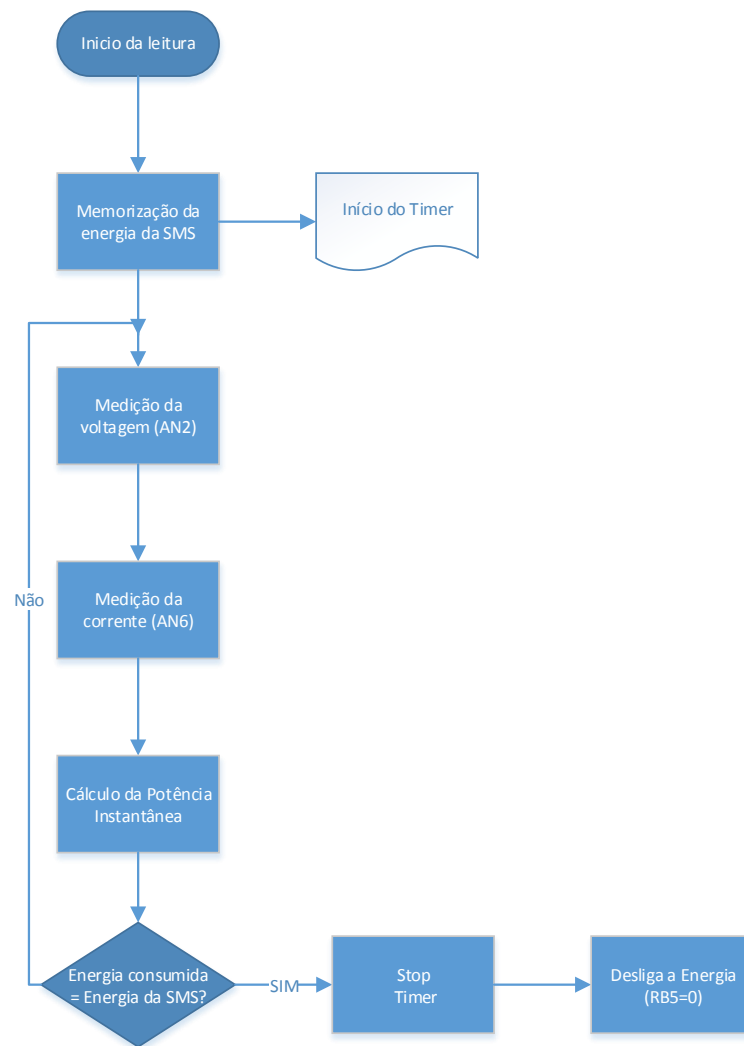 Inicio da leitura
Memorização da
energia da SMS
Início do Timer
Medição da
voltagem (AN2)
Não
Medição da
corrente (AN6)
Cálculo da Potência
Instantânea
Energia consumida
= Energia da SMS?
SIM
Stop
Timer
Desliga a Energia
(RB5=0)